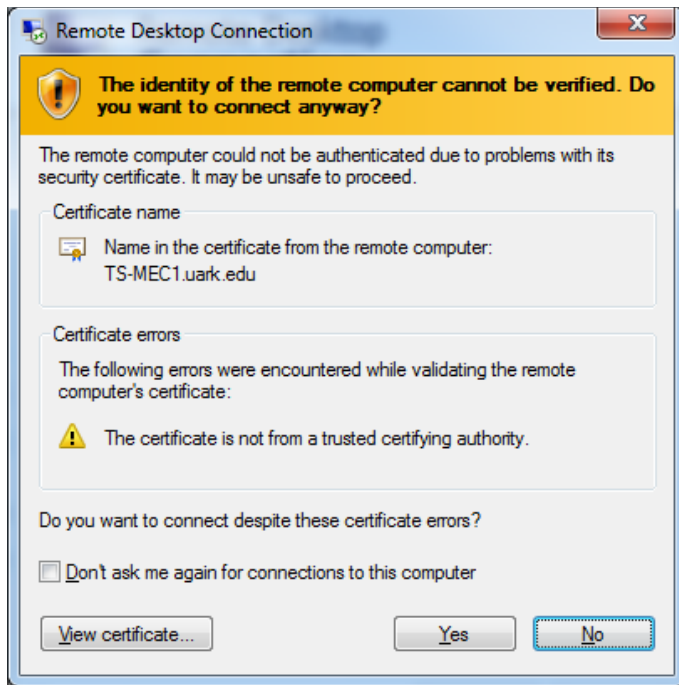 Remote Desktop Connection
The identity of the remote computer cannot be verified. Do
you want to connect anyway?
The remote computer could not be authenticated due to problems with its
security certificate. It may be unsafe to proceed.
Certificate name
Name in the certificate from the remote computer:
TS-MEC1.uark.edu
Certificate errors
The following errors were encountered while validating the remote
computer's certificate:
The certificate is not from a trusted certifying authority.
Do you want to connect despite these certificate errors?
Don't ask me again for connections to this computer
View certificate...
Yes
No